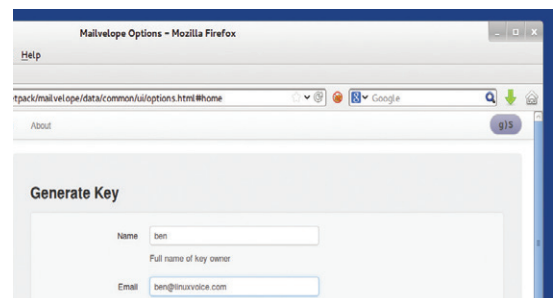 Mailvelope Options – Mozilla Firefox
Help
tpack/mailvelope/data/common/ui/options.html#home
Google
About
g)S
Generate Key
Name
ben
Full name of key owner
Email
ben@linuxvoice.com